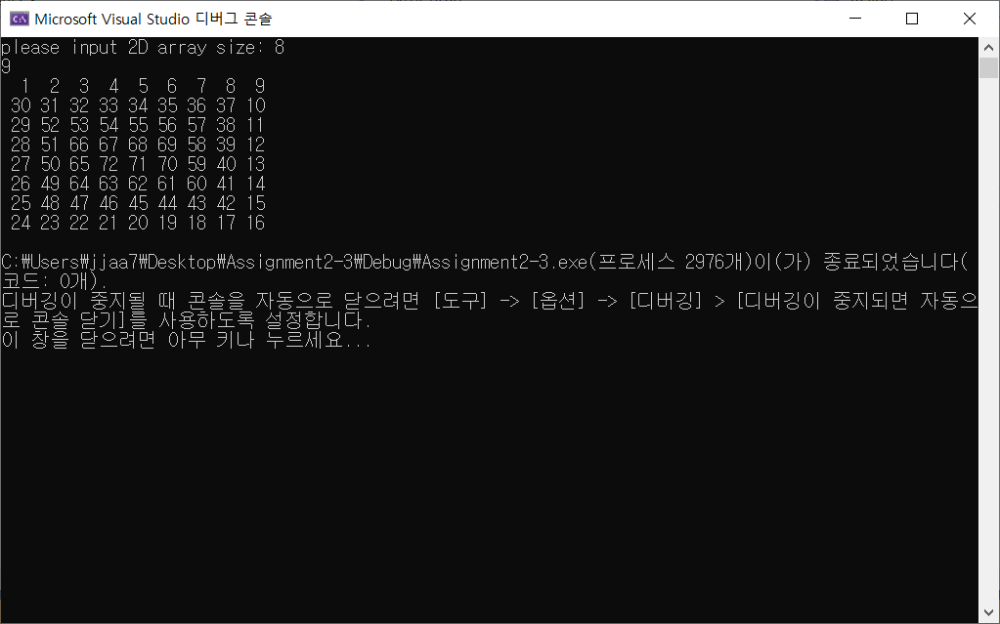 Microsoft Visual Studio 디버그 콘솔
please input 2D array size: 8
9
1 2 3 4 5 6 7 8 9
30 31 32 33 34 35 36 37 10
29 52 53 54 55 56 57 38 11
28 51 66 67 68 69 58 39 12
27 50 65 72 71 70 59 40 13
26 49 64 63 62 61 60 41 14
25 48 47 46 45 44 43 42 15
24 23 22 21 20 19 18 17 16
C:₩Users₩jjaa7₩Desktop₩Assignment2-3₩Debug₩Assignment2-3.exe(프로세스 2976개)이(가) 종료되었습니다(
코드: 0개).
디버깅이 중지될 때 콘솔을 자동으로 닫으려면 [도구] -> [옵션] -> [디버깅] > [디버깅이 중지되면 자동으
로 콘솔 닫기]를 사용하도록 설정합니다.
이 창을 닫으려면 아무 키나 누르세요...